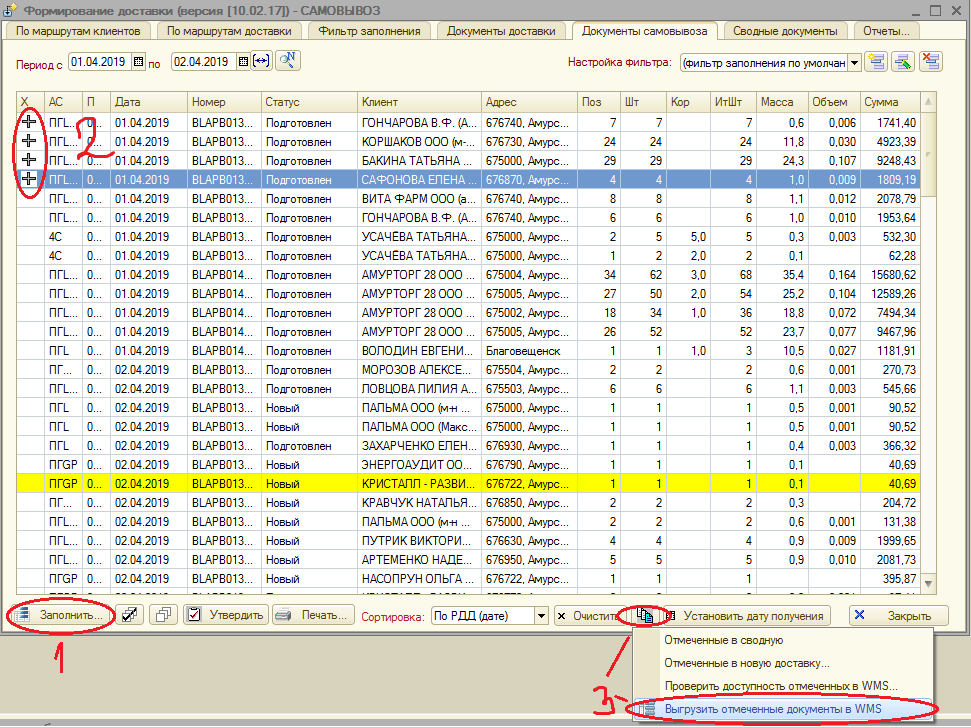 Формирование доставки (версия [10.02.17]) - САМОВЫВОЗ
По маршрутам клиентов По маршрутам доставки Фильтр заполнения Документы доставки Документы самовывоза Сводные документы Отчеты...
Период с 01.04.2019 по 02.04.2019 Настройка фильтра: (фильтр заполнения по умолчан
Х АС П Дата Номер Статус Клиент Адрес Поз Шт Кор ИтШт Масса Объем Сумма
ПГL... 0... 01.04.2019 BLAPB013... Подготовлен ГОНЧАРОВА В.Ф. (А... 676740, Амурс... 7 7 7 0,6 0,006 1741,40
ПГL... 01.04.2019 BLAPB013... Подготовлен КОРШАКОВ ООО (м-... 676730, Амурс... 24 24 24 11,8 0,030 4923,39
ПГL... 01.04.2019 BLAPB013... Подготовлен БАКИНА ТАТЬЯНА ... 675000, Амурс... 29 29 29 24,3 0,107 9248,43
ПГL... 0... 01.04.2019 BLAPB013... Подготовлен САФОНОВА ЕЛЕНА ... 676870, Амурс... 4 4 4 1,0 0,009 1809,19
ПГL... 0... 01.04.2019 BLAPB013... Подготовлен ВИТА ФАРМ ООО (а... 676740, Амурс... 8 8 8 1,1 0,012 2078,79
ПГL... 0... 01.04.2019 BLAPB013... Подготовлен ГОНЧАРОВА В.Ф. (А... 676740, Амурс... 6 6 6 1,0 0,010 1953,64
4С 0... 01.04.2019 BLAPB013... Подготовлен УСАЧЁВА ТАТЬЯНА... 675000, Амурс... 2 5 5,0 5 0,3 0,003 532,30
4С 0... 01.04.2019 BLAPB013... Подготовлен УСАЧЁВА ТАТЬЯНА... 675000, Амурс... 1 2 2,0 2 0,1 62,28
ПГL... 0... 01.04.2019 BLAPB014... Подготовлен АМУРТОРГ 28 ООО ... 675004, Амурс... 34 62 3,0 68 35,4 0,164 15680,62
ПГL... 0... 01.04.2019 BLAPB014... Подготовлен АМУРТОРГ 28 ООО ... 675005, Амурс... 27 50 2,0 54 25,2 0,104 12589,26
ПГL... 0... 01.04.2019 BLAPB014... Подготовлен АМУРТОРГ 28 ООО ... 675002, Амурс... 18 34 1,0 36 18,8 0,072 7494,34
ПГL... 0... 01.04.2019 BLAPB014... Подготовлен АМУРТОРГ 28 ООО ... 675005, Амурс... 26 52 52 23,7 0,077 9467,96
ПГL 0... 01.04.2019 BLAPB014... Подготовлен ВОЛОДИН ЕВГЕНИ... Благовещенск 1 1 1,0 3 10,5 0,027 1181,91
ПГ... 0... 02.04.2019 BLAPB013... Подготовлен МОРОЗОВ АЛЕКСЕ... 675504, Амурс... 2 2 2 0,6 0,001 270,73
ПГL... 0... 02.04.2019 BLAPB013... Подготовлен ЛОВЦОВА ЛИЛИЯ А... 675503, Амурс... 6 6 6 1,1 0,003 545,66
ПГL 0... 02.04.2019 BLAPB013... Новый ПАЛЬМА ООО (м-н ... 675000, Амурс... 1 1 1 0,5 0,001 90,52
ПГL 0... 02.04.2019 BLAPB013... Новый ПАЛЬМА ООО (Макс... 675000, Амурс... 1 1 1 0,5 0,001 90,52
ПГL 0... 02.04.2019 BLAPB013... Подготовлен ЗАХАРЧЕНКО ЕЛЕН... 676930, Амурс... 1 1 1 0,4 0,003 366,32
ПГGP 0... 02.04.2019 BLAPB013... Новый ЭНЕРГОАУДИТ ОО... 676790, Амурс... 1 1 1 0,1 40,69
ПГGP 0... 02.04.2019 BLAPB013... Новый КРИСТАЛЛ - РАЗВИ... 676722, Амурс... 1 1 1 0,1 40,69
ПГ... 0... 02.04.2019 BLAPB013... Новый КРАВЧУК НАТАЛЬЯ... 676850, Амурс... 2 2 2 0,3 204,72
ПГL... 0... 02.04.2019 BLAPB013... Новый ПАЛЬМА ООО (м-н ... 675000, Амурс... 2 2 2 0,6 0,001 131,38
ПГL... 0... 02.04.2019 BLAPB013... Новый ПУТРИК ВИКТОРИ... 676630, Амурс... 4 4 4 0,9 0,009 1999,65
ПГL... 0... 02.04.2019 BLAPB013... Новый АРТЕМЕНКО НАДЕ... 676950, Амурс... 5 5 5 0,9 0,010 2081,73
ПГGP 0... 02.04.2019 BLAPB013... Новый НАСОПРУН ОЛЬГА ... 676722, Амурс... 1 1 1 395,87
2
Заполнить... Утвердить Печать... Сортировка: По РДД (дате) Очистить Установить дату получения Закрыть
1
Отмеченные в сводную
Отмеченные в новую доставку...
Проверить доступность отмеченных в WMS...
3
Выгрузить отмеченные документы в WMS